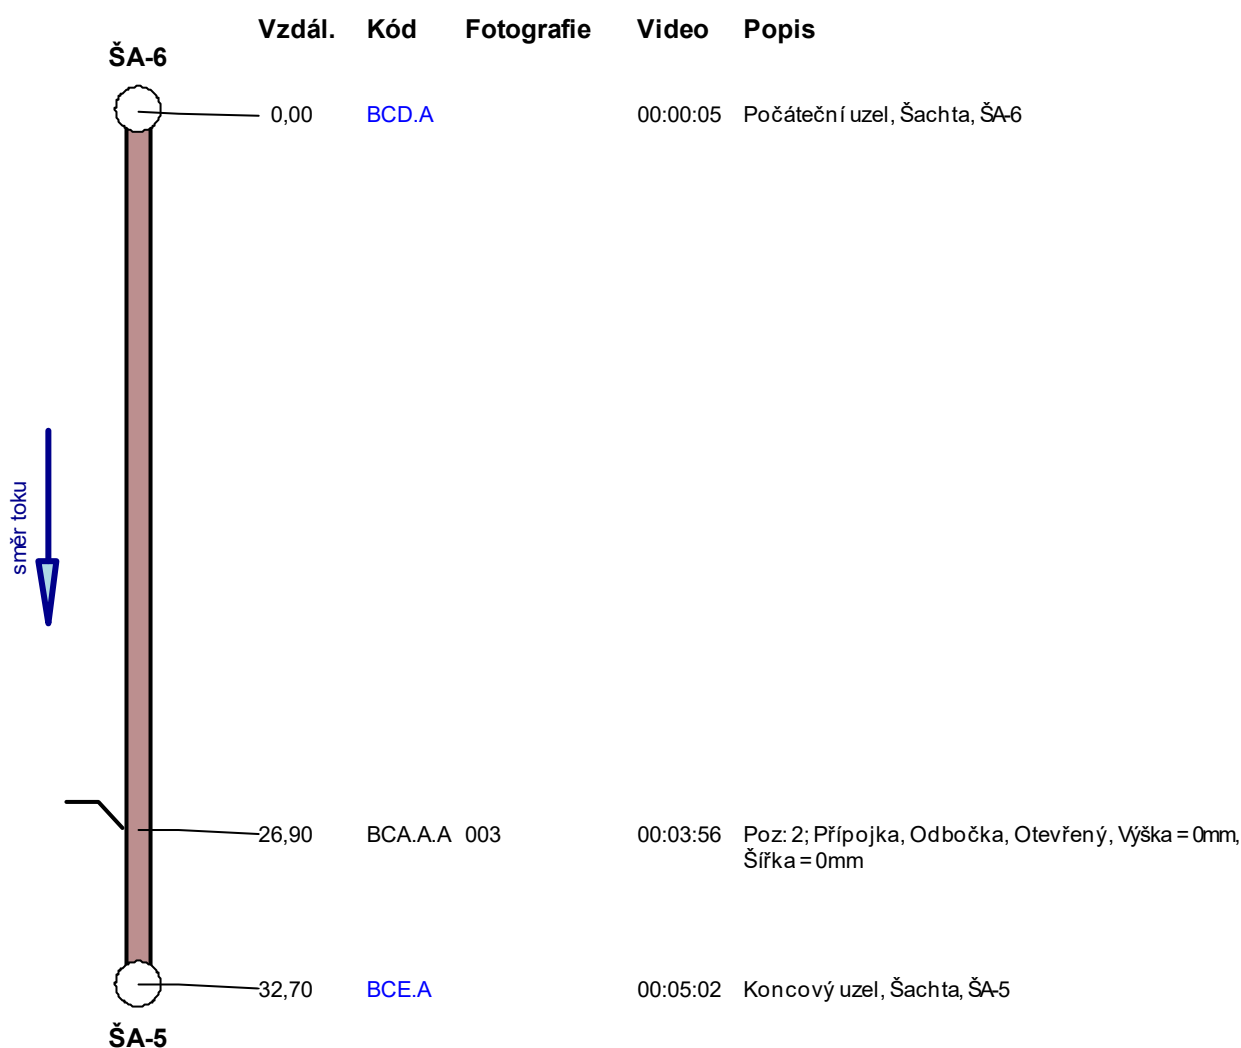 Vzdál. Kód Fotografie Video Popis
ŠA-6
0,00 BCD.A 00:00:05 Počáteční uzel, Šachta, ŠA-6
směr toku
26,90 BCA.A.A 003 00:03:56 Poz: 2; Přípojka, Odbočka, Otevřený, Výška = 0mm,
Šířka = 0mm
32,70 BCE.A 00:05:02 Koncový uzel, Šachta, ŠA-5
ŠA-5